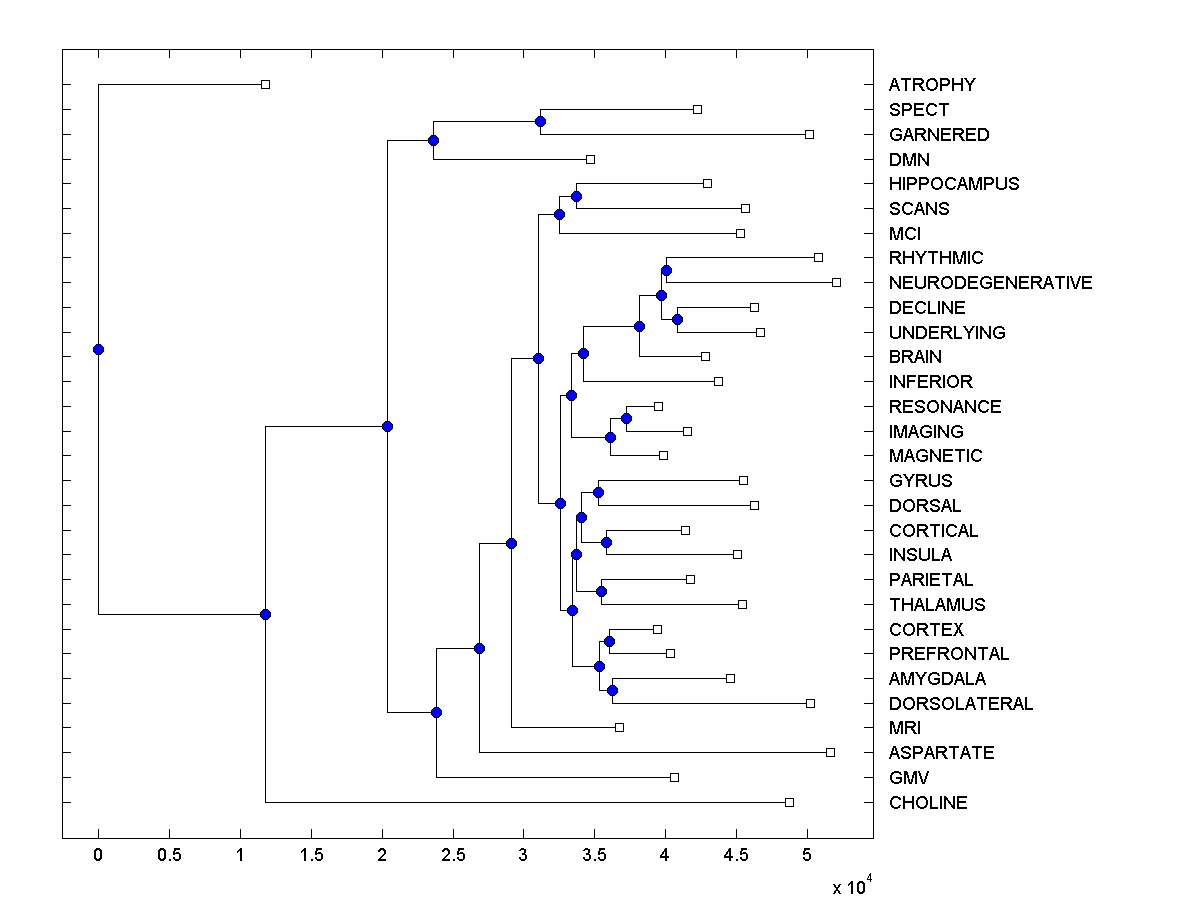 ATROPHY
SPECT
GARNERED
DMN
HIPPOCAMPUS
SCANS
MCI
RHYTHMIC
NEURODEGENERATIVE
DECLINE
UNDERLYING
BRAIN
INFERIOR
RESONANCE
IMAGING
MAGNETIC
GYRUS
DORSAL
CORTICAL
INSULA
PARIETAL
THALAMUS
CORTEX
PREFRONTAL
AMYGDALA
DORSOLATERAL
MRI
ASPARTATE
GMV
CHOLINE
0 0.5 1 1.5 2 2.5 3 3.5 4 4.5 5
x 10^4